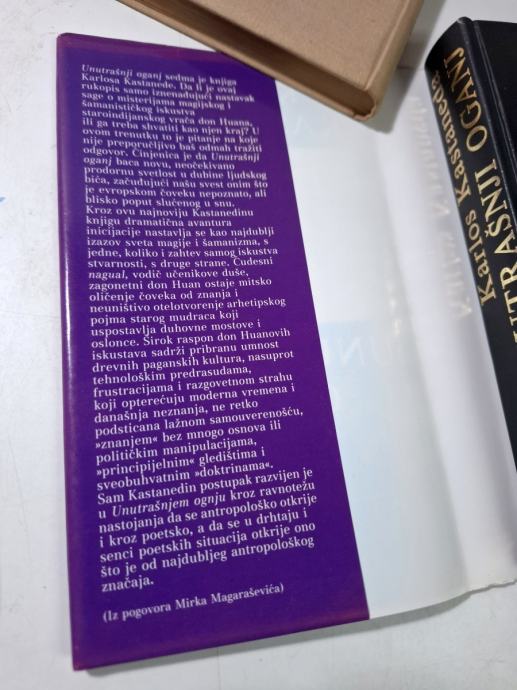 Unutrašnji oganj sedma je knjiga
Karlosa Kastanede. Da li je ovaj
rukopis samo iznenađujući nastavak
sage o misterijama magijskog i
šamanističkog iskustva
staroindijanskog vrača don Huana,
ili ga treba shvatiti kao njen kraj? U
ovom trenutku to je pitanje na koje
nije preporučljivo baš odmah tražiti
odgovor. Činjenica je da Unutrašnji
oganj baca novu, neočekivano
prodornu svetlost u dubine ljudskog
bića, začuđujući našu svest onim što
je evropskom čoveku nepoznato, ali
blisko poput slućenog u snu.
Kroz ovu najnoviju Kastanedinu
knjigu dramatična avantura
inicijacije nastavlja se kao najdublji
izazov sveta magije i šamanizma, s
jedne, koliko i zahtev samog iskustva
stvarnosti, s druge strane. Čudesni
nagual, vodič učenikove duše,
zagonetni don Huan ostaje mitsko
oličenje čoveka od znanja i
neuništivo otelotvorenje arhetipskog
pojma starog mudraca koji
uspostavlja duhovne mostove i
oslonce. Širok raspon don Huanovih
iskustava sadrži pribranu umnost
drevnih paganskih kultura, nasuprot
tehnološkim predrasudama,
frustracijama i razgovetnom strahu
koji opterećuju moderna vremena i
današnja neznanja, ne retko
podsticana lažnom samouverenošću,
»znanjem« bez mnogo osnova ili
političkim manipulacijama,
»principijelnim« gledištima i
sveobuhvatnim »doktrinama«.
Sam Kastanedin postupak razvijen je
u Unutrašnjem ognju kroz ravnotežu
nastojanja da se antropološko otkrije
i kroz poetsko, a da se u drhtaju i
senci poetskih situacija otkrije ono
što je od najdubljeg antropološkog
značaja.
(Iz pogovora Mirka Magaraševića)
Karlos Kastaneda
TRAŠNJI OGANJ